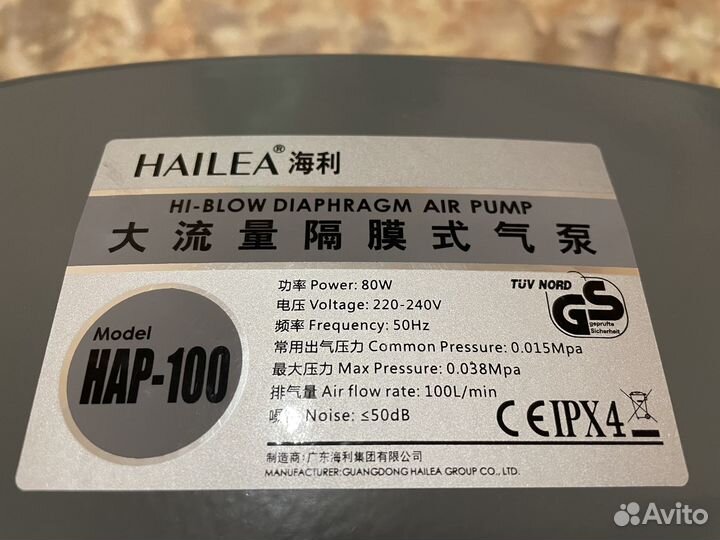 HAILEA® 海利
HI-BLOW DIAPHRAGM AIR PUMP
大流量隔膜式气泵
Model
HAP-100
功率 Power: 80W
电压 Voltage: 220-240V
频率 Frequency: 50Hz
常用出气压力 Common Pressure: 0.015Mpa
最大压力 Max Pressure: 0.038Mpa
排气量 Air flow rate: 100L/min
Noise: ≤50dB
TÜV NORD
GS
geprüfte
Sicherheit
CE IPX4
制造商:广东海利集团有限公司
MANUFACTURER:GUANGDONG HAILEA GROUP CO., LTD.
Avito